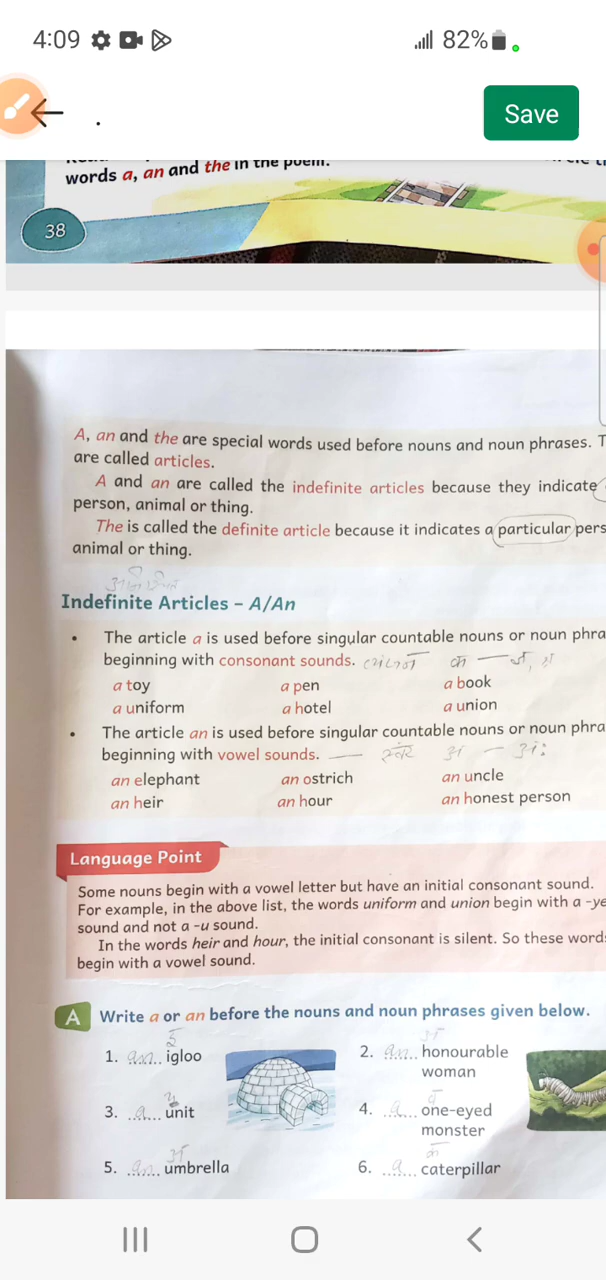 4:09 82%
Save
words a, an and the in the poem.
38
A, an and the are special words used before nouns and noun phrases. T
are called articles.
A and an are called the indefinite articles because they indicate
person, animal or thing.
The is called the definite article because it indicates a particular pers
animal or thing.
Indefinite Articles – A/An
• The article a is used before singular countable nouns or noun phra
beginning with consonant sounds.
a toy a pen a book
a uniform a hotel a union
• The article an is used before singular countable nouns or noun phra
beginning with vowel sounds. — स्वर अ – अः
an elephant an ostrich an uncle
an heir an hour an honest person
Language Point
Some nouns begin with a vowel letter but have an initial consonant sound.
For example, in the above list, the words uniform and union begin with a -ye
sound and not a -u sound.
In the words heir and hour, the initial consonant is silent. So these words
begin with a vowel sound.
A Write a or an before the nouns and noun phrases given below.
1. an igloo 2. an honourable
woman
3. a unit 4. a one-eyed
monster
5. an umbrella 6. a caterpillar